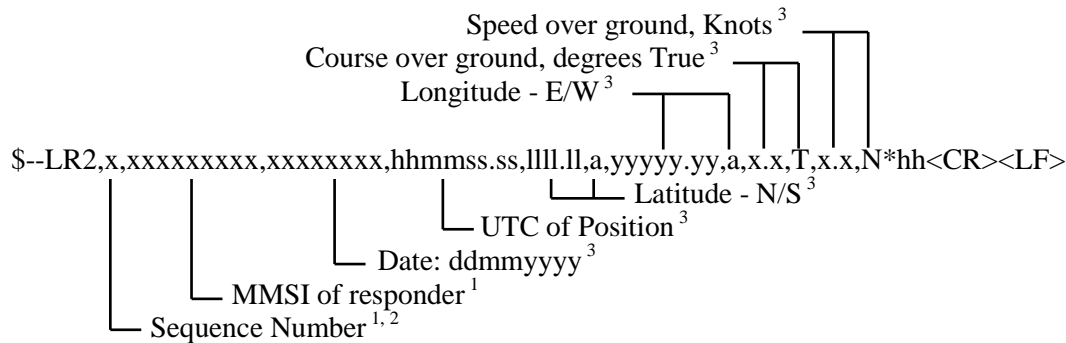 Speed over ground, Knots 3
Course over ground, degrees True 3
Longitude - E/W 3
$--LR2,x,xxxxxxxxx,xxxxxxxx,hhmmss.ss,llll.ll,a,yyyyy.yy,a,x.x,T,x.x,N*hh<CR><LF>
Latitude - N/S 3
UTC of Position 3
Date: ddmmyyyy 3
MMSI of responder 1
Sequence Number 1, 2